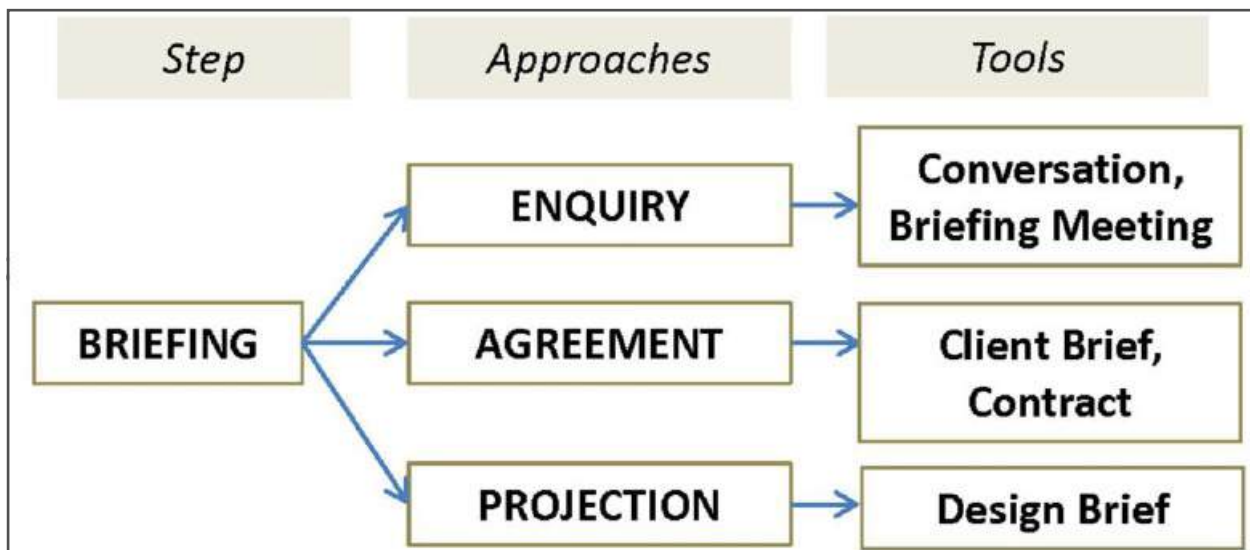 Step
Approaches
Tools
ENQUIRY
Conversation,
Briefing Meeting
BRIEFING
AGREEMENT
Client Brief,
Contract
PROJECTION
Design Brief